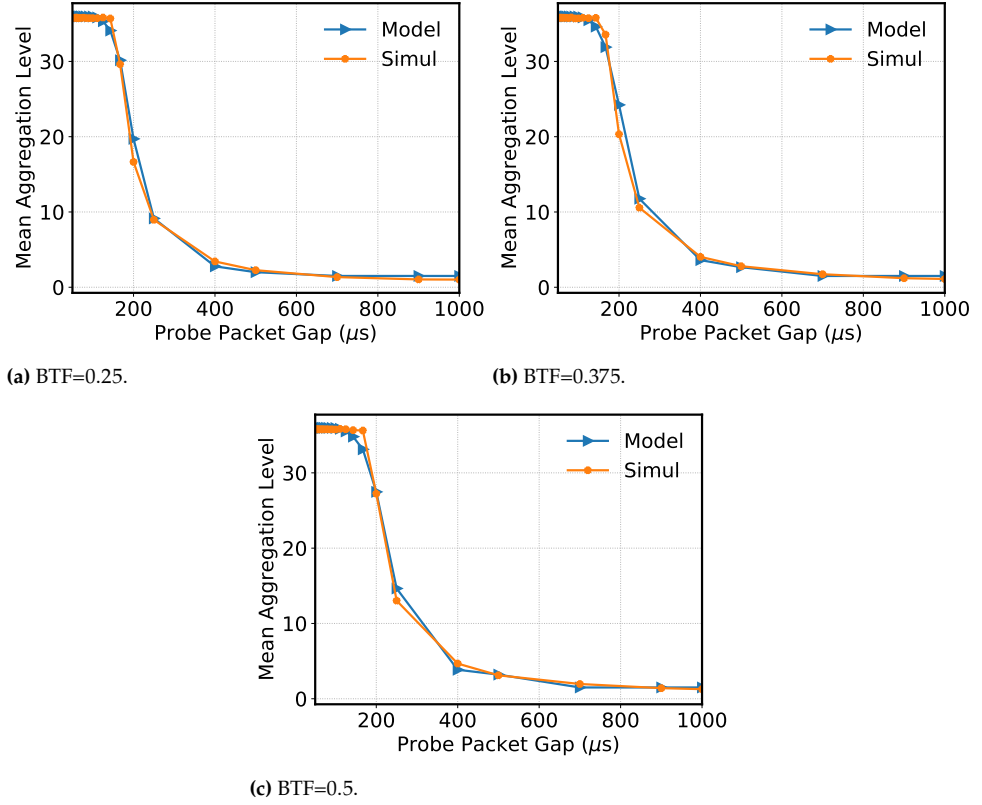 Mean Aggregation Level
30
20
10
0
Model
Simul
200 400 600 800 1000
Probe Packet Gap (μs)
(a) BTF=0.25.
Mean Aggregation Level
30
20
10
0
Model
Simul
200 400 600 800 1000
Probe Packet Gap (μs)
(b) BTF=0.375.
Mean Aggregation Level
30
20
10
0
Model
Simul
200 400 600 800 1000
Probe Packet Gap (μs)
(c) BTF=0.5.